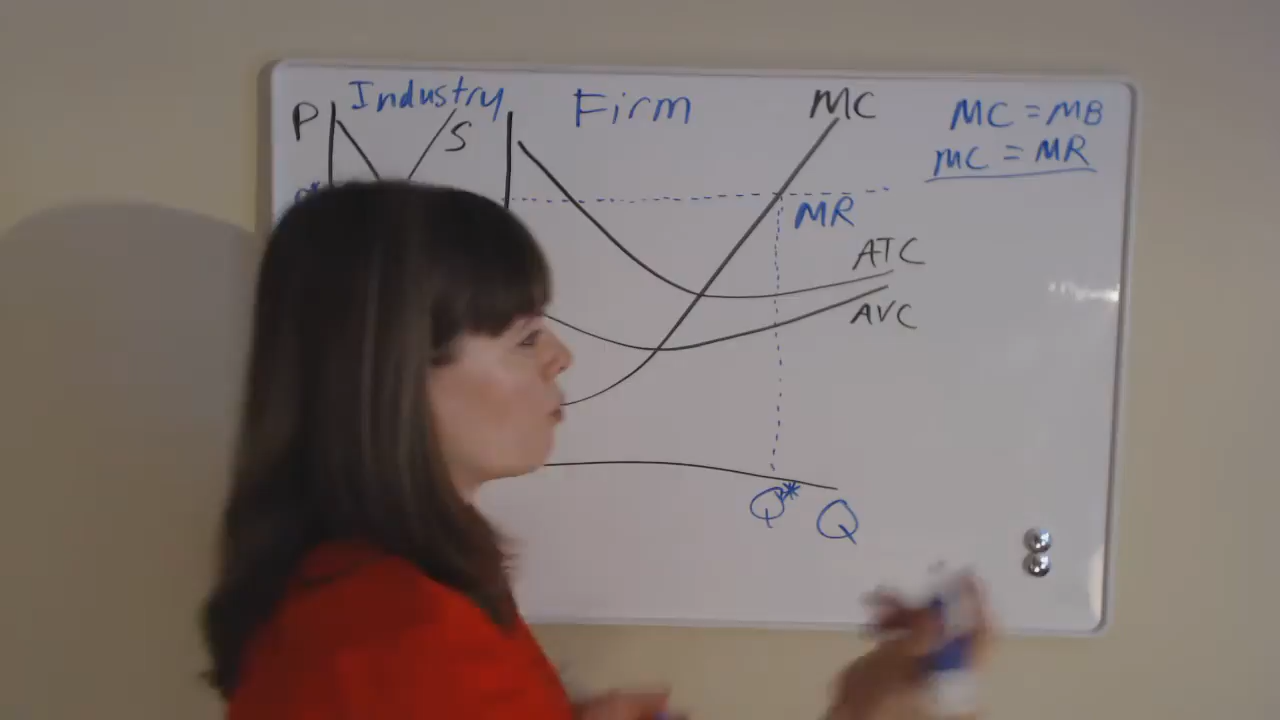 Industry
P
S
P*
Firm
MC
MR
ATC
AVC
Q* Q
MC = MB
MC = MR